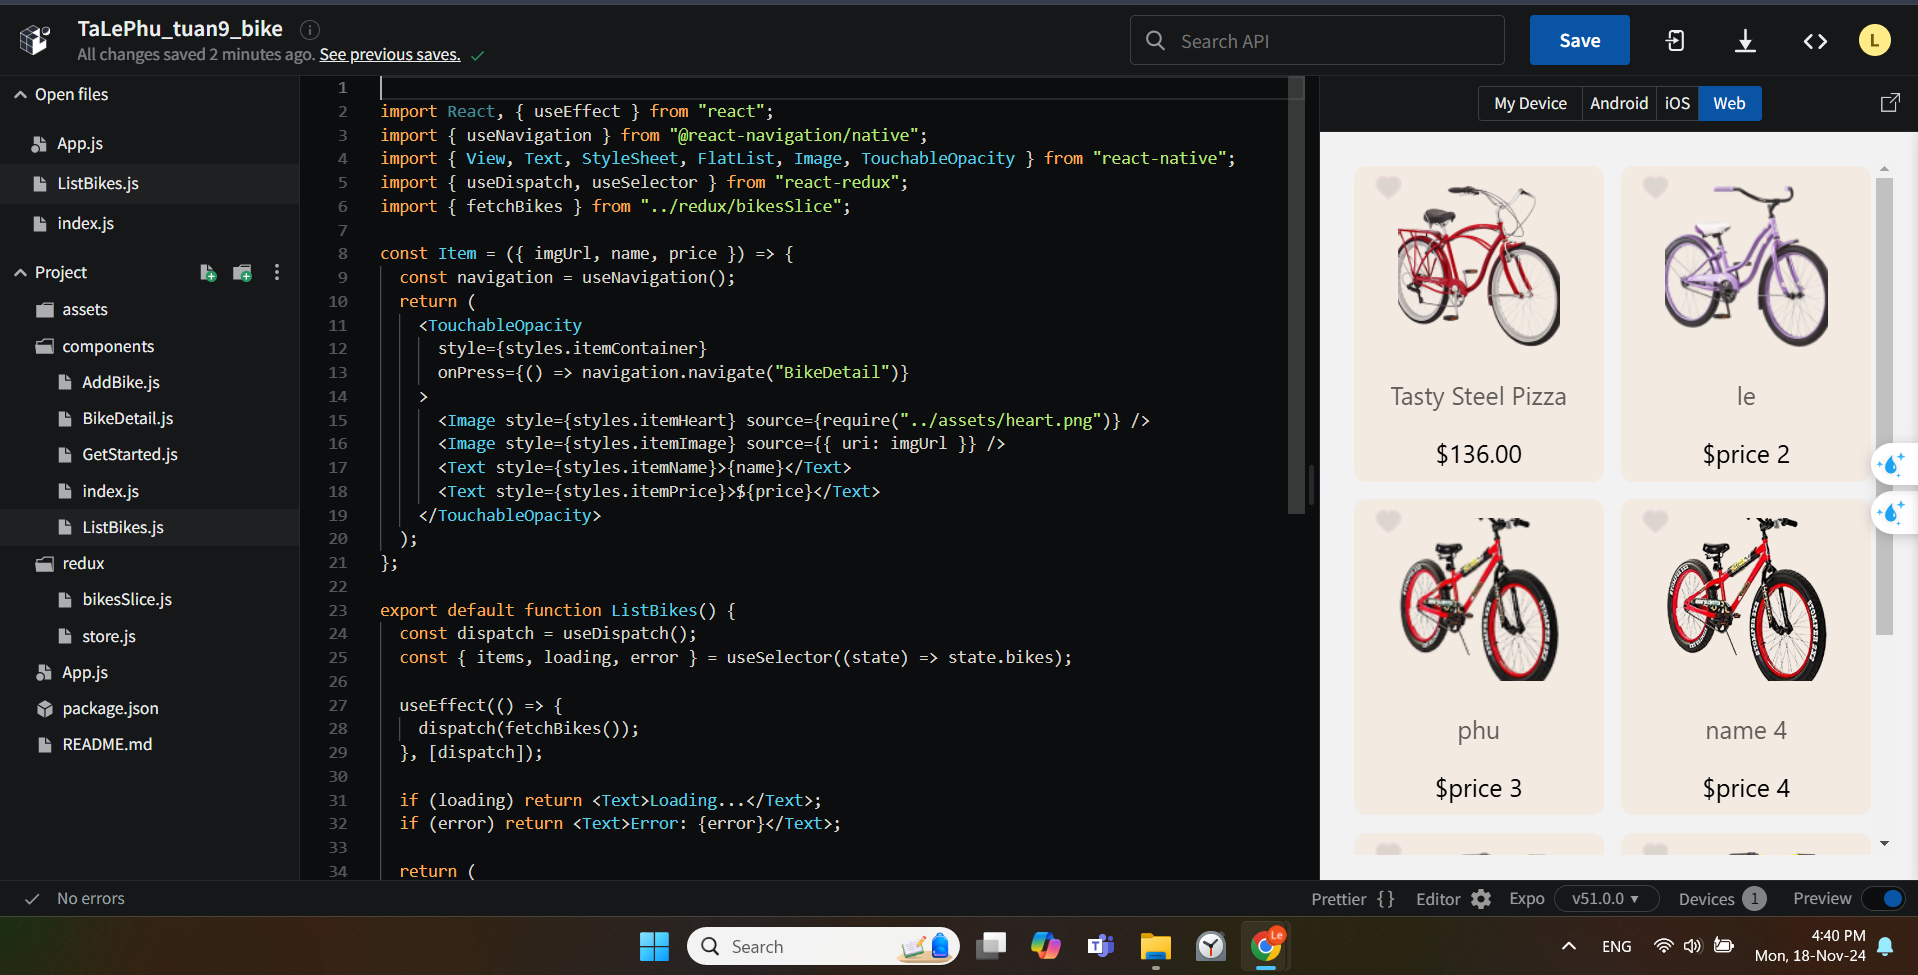 TaLePhu_tuan9_bike
All changes saved 2 minutes ago. See previous saves.
Search API
Save
L
Open files
App.js
ListBikes.js
index.js
Project
assets
components
AddBike.js
BikeDetail.js
GetStarted.js
index.js
ListBikes.js
redux
bikesSlice.js
store.js
App.js
package.json
README.md
1
2 import React, { useEffect } from "react";
3 import { useNavigation } from "@react-navigation/native";
4 import { View, Text, StyleSheet, FlatList, Image, TouchableOpacity } from "react-native";
5 import { useDispatch, useSelector } from "react-redux";
6 import { fetchBikes } from "../redux/bikesSlice";
7
8 const Item = ({ imgUrl, name, price }) => {
9 const navigation = useNavigation();
10 return (
11 <TouchableOpacity
12 style={styles.itemContainer}
13 onPress={() => navigation.navigate("BikeDetail")}
14 >
15 <Image style={styles.itemHeart} source={require("../assets/heart.png")} />
16 <Image style={styles.itemImage} source={{ uri: imgUrl }} />
17 <Text style={styles.itemName}>{name}</Text>
18 <Text style={styles.itemPrice}>${price}</Text>
19 </TouchableOpacity>
20 );
21 };
22
23 export default function ListBikes() {
24 const dispatch = useDispatch();
25 const { items, loading, error } = useSelector((state) => state.bikes);
26
27 useEffect(() => {
28 dispatch(fetchBikes());
29 }, [dispatch]);
30
31 if (loading) return <Text>Loading...</Text>;
32 if (error) return <Text>Error: {error}</Text>;
33
34 return (
My Device Android iOS Web
Tasty Steel Pizza
$136.00
le
$price 2
phu
$price 3
name 4
$price 4
No errors
Prettier {} Editor Expo v51.0.0 Devices 1 Preview
Search
Le
ENG
4:40 PM
Mon, 18-Nov-24